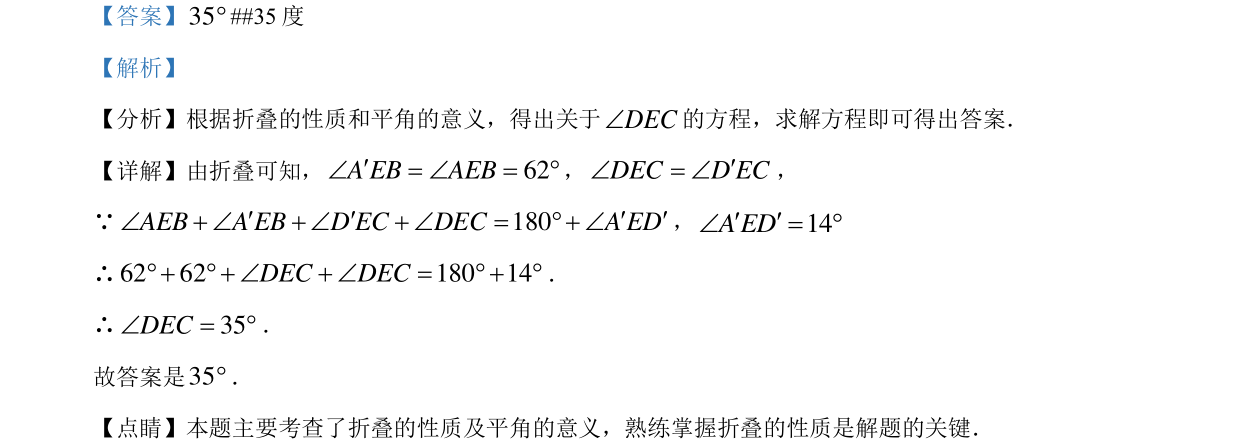 【答案】35°##35 度
【解析】
【分析】根据折叠的性质和平角的意义，得出关于∠DEC 的方程，求解方程即可得出答案．
【详解】由折叠可知，∠A′EB = ∠AEB = 62°，∠DEC = ∠D′EC，
∵ ∠AEB + ∠A′EB + ∠D′EC + ∠DEC = 180° + ∠A′ED′，∠A′ED′ = 14°
∴ 62° + 62° + ∠DEC + ∠DEC = 180° + 14°．
∴ ∠DEC = 35°．
故答案是35°．
【点睛】本题主要考查了折叠的性质及平角的意义，熟练掌握折叠的性质是解题的关键．